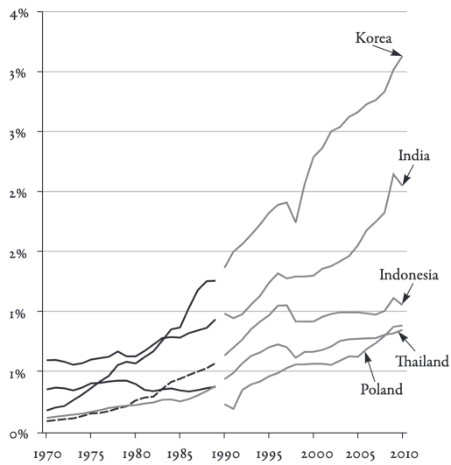 4%
3%
3%
2%
2%
1%
1%
0%
Korea
India
Indonesia
Thailand
Poland
1970 1975 1980 1985 1990 1995 2000 2005 2010